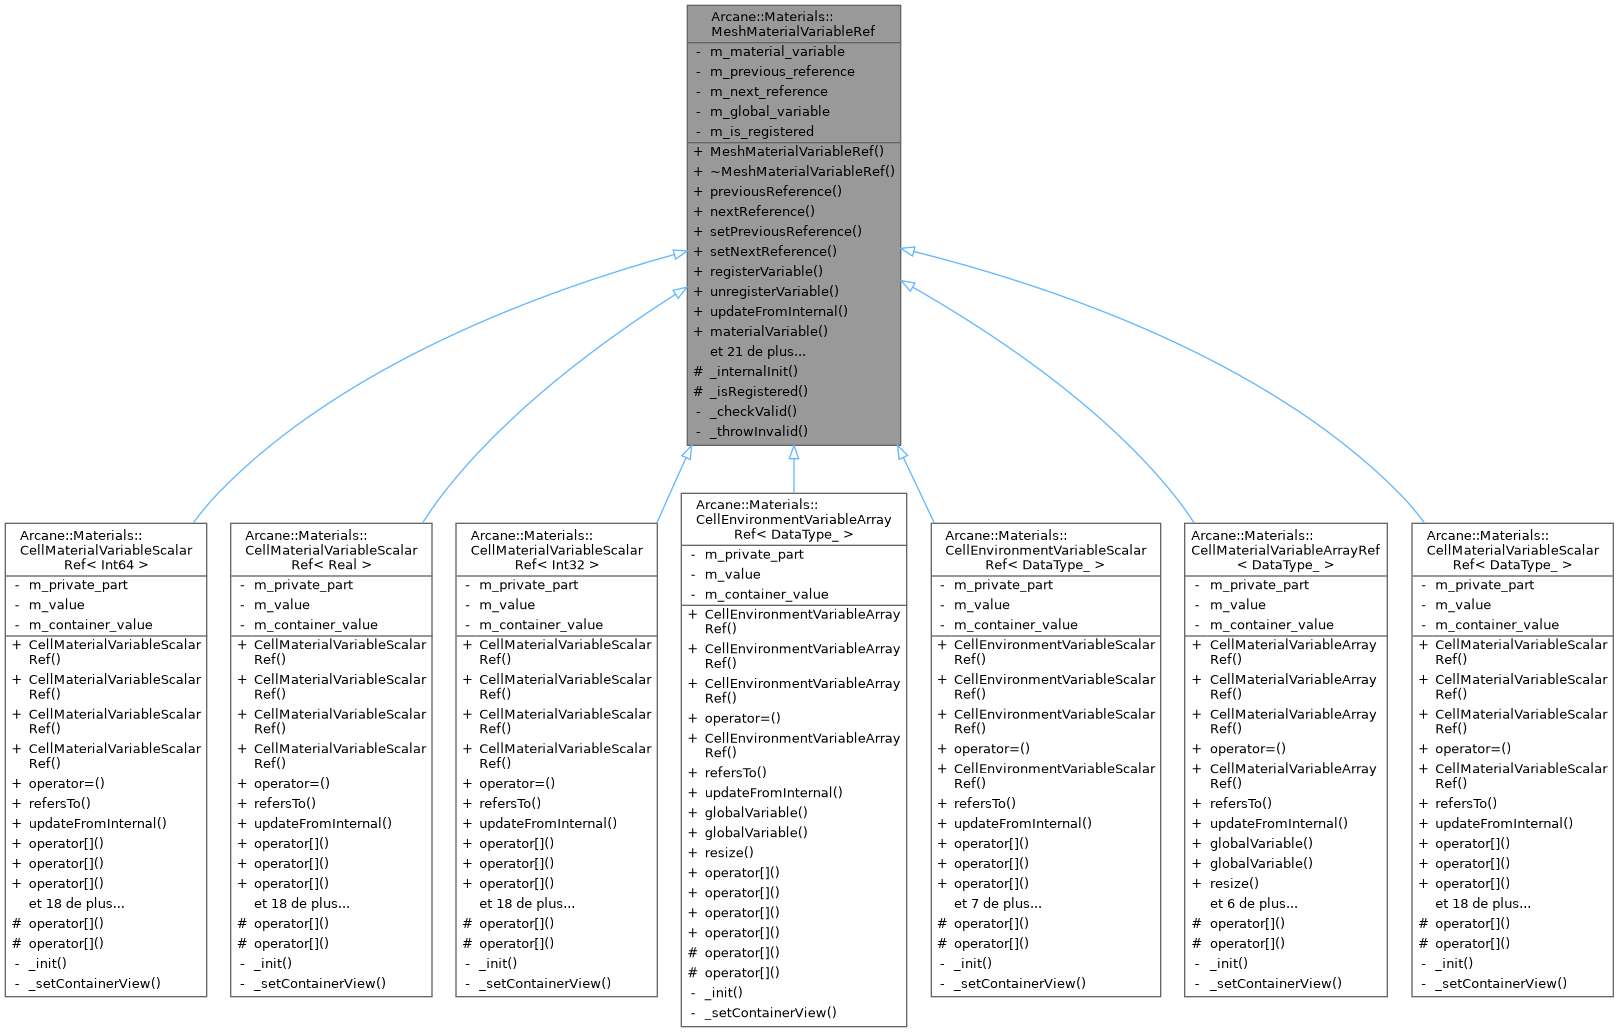 Arcane::Materials::
MeshMaterialVariableRef
- m_material_variable
- m_previous_reference
- m_next_reference
- m_global_variable
- m_is_registered
+ MeshMaterialVariableRef()
+ ~MeshMaterialVariableRef()
+ previousReference()
+ nextReference()
+ setPreviousReference()
+ setNextReference()
+ registerVariable()
+ unregisterVariable()
+ updateFromInternal()
+ materialVariable()
et 21 de plus...
# _internalInit()
# _isRegistered()
- _checkValid()
- _throwInvalid()
Arcane::Materials::
CellMaterialVariableScalar
Ref< Int64 >
- m_private_part
- m_value
- m_container_value
+ CellMaterialVariableScalar
Ref()
+ CellMaterialVariableScalar
Ref()
+ CellMaterialVariableScalar
Ref()
+ CellMaterialVariableScalar
Ref()
+ operator=()
+ refersTo()
+ updateFromInternal()
+ operator[]()
+ operator[]()
+ operator[]()
et 18 de plus...
# operator[]()
# operator[]()
- _init()
- _setContainerView()
Arcane::Materials::
CellMaterialVariableScalar
Ref< Real >
- m_private_part
- m_value
- m_container_value
+ CellMaterialVariableScalar
Ref()
+ CellMaterialVariableScalar
Ref()
+ CellMaterialVariableScalar
Ref()
+ CellMaterialVariableScalar
Ref()
+ operator=()
+ refersTo()
+ updateFromInternal()
+ operator[]()
+ operator[]()
+ operator[]()
et 18 de plus...
# operator[]()
# operator[]()
- _init()
- _setContainerView()
Arcane::Materials::
CellMaterialVariableScalar
Ref< Int32 >
- m_private_part
- m_value
- m_container_value
+ CellMaterialVariableScalar
Ref()
+ CellMaterialVariableScalar
Ref()
+ CellMaterialVariableScalar
Ref()
+ CellMaterialVariableScalar
Ref()
+ operator=()
+ refersTo()
+ updateFromInternal()
+ operator[]()
+ operator[]()
+ operator[]()
et 18 de plus...
# operator[]()
# operator[]()
- _init()
- _setContainerView()
Arcane::Materials::
CellEnvironmentVariableArray
Ref< DataType_ >
- m_private_part
- m_value
- m_container_value
+ CellEnvironmentVariableArray
Ref()
+ CellEnvironmentVariableArray
Ref()
+ CellEnvironmentVariableArray
Ref()
+ operator=()
+ CellEnvironmentVariableArray
Ref()
+ refersTo()
+ updateFromInternal()
+ globalVariable()
+ globalVariable()
+ resize()
+ operator[]()
+ operator[]()
+ operator[]()
+ operator[]()
# operator[]()
# operator[]()
- _init()
- _setContainerView()
Arcane::Materials::
CellEnvironmentVariableScalar
Ref< DataType_ >
- m_private_part
- m_value
- m_container_value
+ CellEnvironmentVariableScalar
Ref()
+ CellEnvironmentVariableScalar
Ref()
+ CellEnvironmentVariableScalar
Ref()
+ operator=()
+ CellEnvironmentVariableScalar
Ref()
+ refersTo()
+ updateFromInternal()
+ operator[]()
+ operator[]()
+ operator[]()
et 7 de plus...
# operator[]()
# operator[]()
- _init()
- _setContainerView()
Arcane::Materials::
CellMaterialVariableArrayRef
< DataType_ >
- m_private_part
- m_value
- m_container_value
+ CellMaterialVariableArray
Ref()
+ CellMaterialVariableArray
Ref()
+ CellMaterialVariableArray
Ref()
+ operator=()
+ CellMaterialVariableArray
Ref()
+ refersTo()
+ updateFromInternal()
+ globalVariable()
+ globalVariable()
+ resize()
et 6 de plus...
# operator[]()
# operator[]()
- _init()
- _setContainerView()
Arcane::Materials::
CellMaterialVariableScalar
Ref< DataType_ >
- m_private_part
- m_value
- m_container_value
+ CellMaterialVariableScalar
Ref()
+ CellMaterialVariableScalar
Ref()
+ CellMaterialVariableScalar
Ref()
+ operator=()
+ CellMaterialVariableScalar
Ref()
+ refersTo()
+ updateFromInternal()
+ operator[]()
+ operator[]()
+ operator[]()
et 18 de plus...
# operator[]()
# operator[]()
- _init()
- _setContainerView()